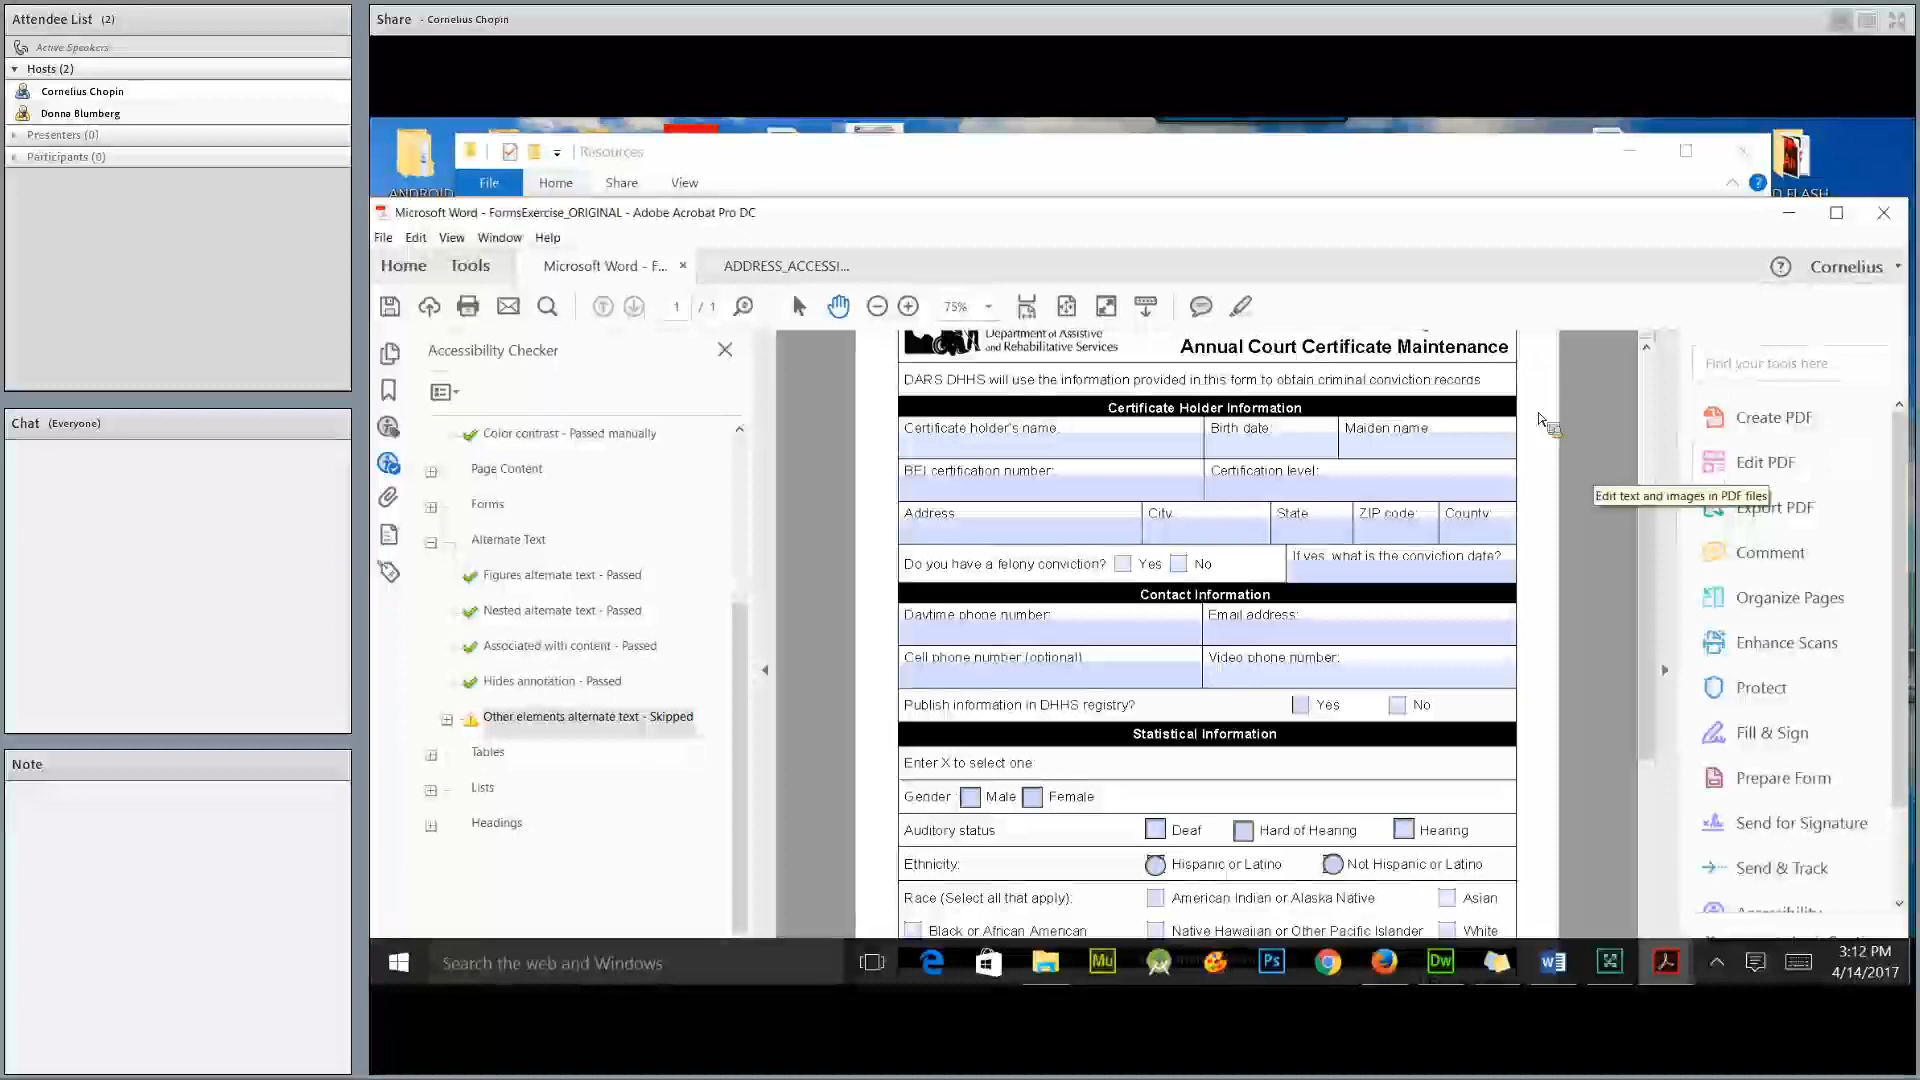 Attendee List (2)
Active Speakers
Hosts (2)
Cornelius Chopin
Donna Blumberg
Presenters (0)
Participants (0)
Chat (Everyone)
Note
Share - Cornelius Chopin
ANDROID
Resources
File Home Share View
D FLASH
Microsoft Word - FormsExercise_ORIGINAL - Adobe Acrobat Pro DC
File Edit View Window Help
Home Tools Microsoft Word - F... × ADDRESS_ACCESSI...
Cornelius
1 / 1 75%
Accessibility Checker
Color contrast - Passed manually
Page Content
Forms
Alternate Text
Figures alternate text - Passed
Nested alternate text - Passed
Associated with content - Passed
Hides annotation - Passed
Other elements alternate text - Skipped
Tables
Lists
Headings
Department of Assistive
and Rehabilitative Services
Annual Court Certificate Maintenance
DARS DHHS will use the information provided in this form to obtain criminal conviction records
Certificate Holder Information
Certificate holder's name: Birth date: Maiden name
BEI certification number: Certification level:
Address City State ZIP code: County:
Do you have a felony conviction? Yes No If yes, what is the conviction date?
Contact Information
Daytime phone number: Email address:
Cell phone number (optional) Video phone number:
Publish information in DHHS registry? Yes No
Statistical Information
Enter X to select one
Gender Male Female
Auditory status Deaf Hard of Hearing Hearing
Ethnicity: Hispanic or Latino Not Hispanic or Latino
Race (Select all that apply): American Indian or Alaska Native Asian
Black or African American Native Hawaiian or Other Pacific Islander White
Find your tools here
Create PDF
Edit PDF
Edit text and images in PDF files
Export PDF
Comment
Organize Pages
Enhance Scans
Protect
Fill & Sign
Prepare Form
Send for Signature
Send & Track
Accessibility
Search the web and Windows
Mu
Ps
Dw
3:12 PM
4/14/2017